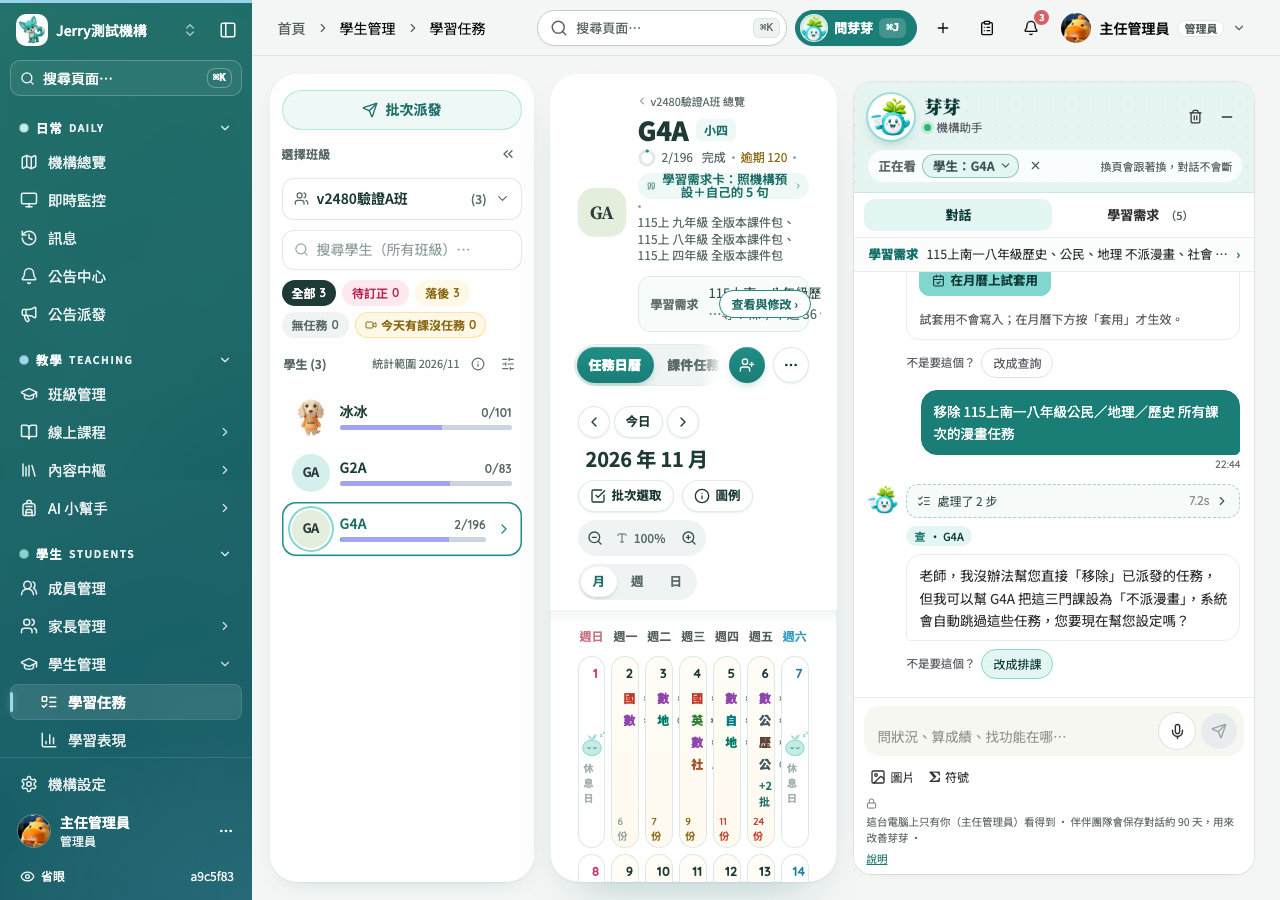 Jerry測試機構
搜尋頁面⋯
⌘K
日常 DAILY
機構總覽
即時監控
訊息
公告中心
公告派發
教學 TEACHING
班級管理
線上課程
內容中樞
AI 小幫手
學生 STUDENTS
成員管理
家長管理
學生管理
學習任務
學習表現
機構設定
主任管理員
管理員
省眼
a9c5f83
首頁
學生管理
學習任務
搜尋頁面⋯
⌘K
問芽芽
⌘J
3
主任管理員
管理員
批次派發
選擇班級
v2480驗證A班
(3)
搜尋學生（所有班級）⋯
全部 3
待訂正 0
落後 3
無任務 0
今天有課沒任務 0
學生 (3)
統計範圍 2026/11
冰冰
0/101
GA
G2A
0/83
GA
G4A
2/196
v2480驗證A班 總覽
G4A
小四
2/196 完成 • 逾期 120 •
學習需求卡：照機構預
設＋自己的 5 句
•
GA
115上 九年級 全版本課件包、
115上 八年級 全版本課件包、
115上 四年級 全版本課件包
學習需求
查看與修改 ›
任務日曆
課件任務
今日
2026 年 11 月
批次選取
圖例
100%
月
週
日
週日
週一
週二
週三
週四
週五
週六
1
休
息
日
2
國
數
6
份
3
數
地
7
份
4
國
英
數
社
9
份
5
數
自
地
11
份
6
數
公
歷
公
+2
批
24
份
7
休
息
日
8
9
10
11
12
13
14
芽芽
機構助手
正在看
學生：G4A
換頁會跟著換，對話不會斷
對話
學習需求 (5)
學習需求 115上南一八年級歷史、公民、地理 不派漫畫、社會 ⋯
在月曆上試套用
試套用不會寫入；在月曆下方按「套用」才生效。
不是要這個？
改成查詢
移除 115上南一八年級公民／地理／歷史 所有課
次的漫畫任務
22:44
處理了 2 步
7.2s
查 • G4A
老師，我沒辦法幫您直接「移除」已派發的任務，
但我可以幫 G4A 把這三門課設為「不派漫畫」，系統
會自動跳過這些任務，您要現在幫您設定嗎？
不是要這個？
改成排課
問狀況、算成績、找功能在哪⋯
圖片
符號
這台電腦上只有你（主任管理員）看得到 • 伴伴團隊會保存對話約 90 天，用來
改善芽芽 •
說明